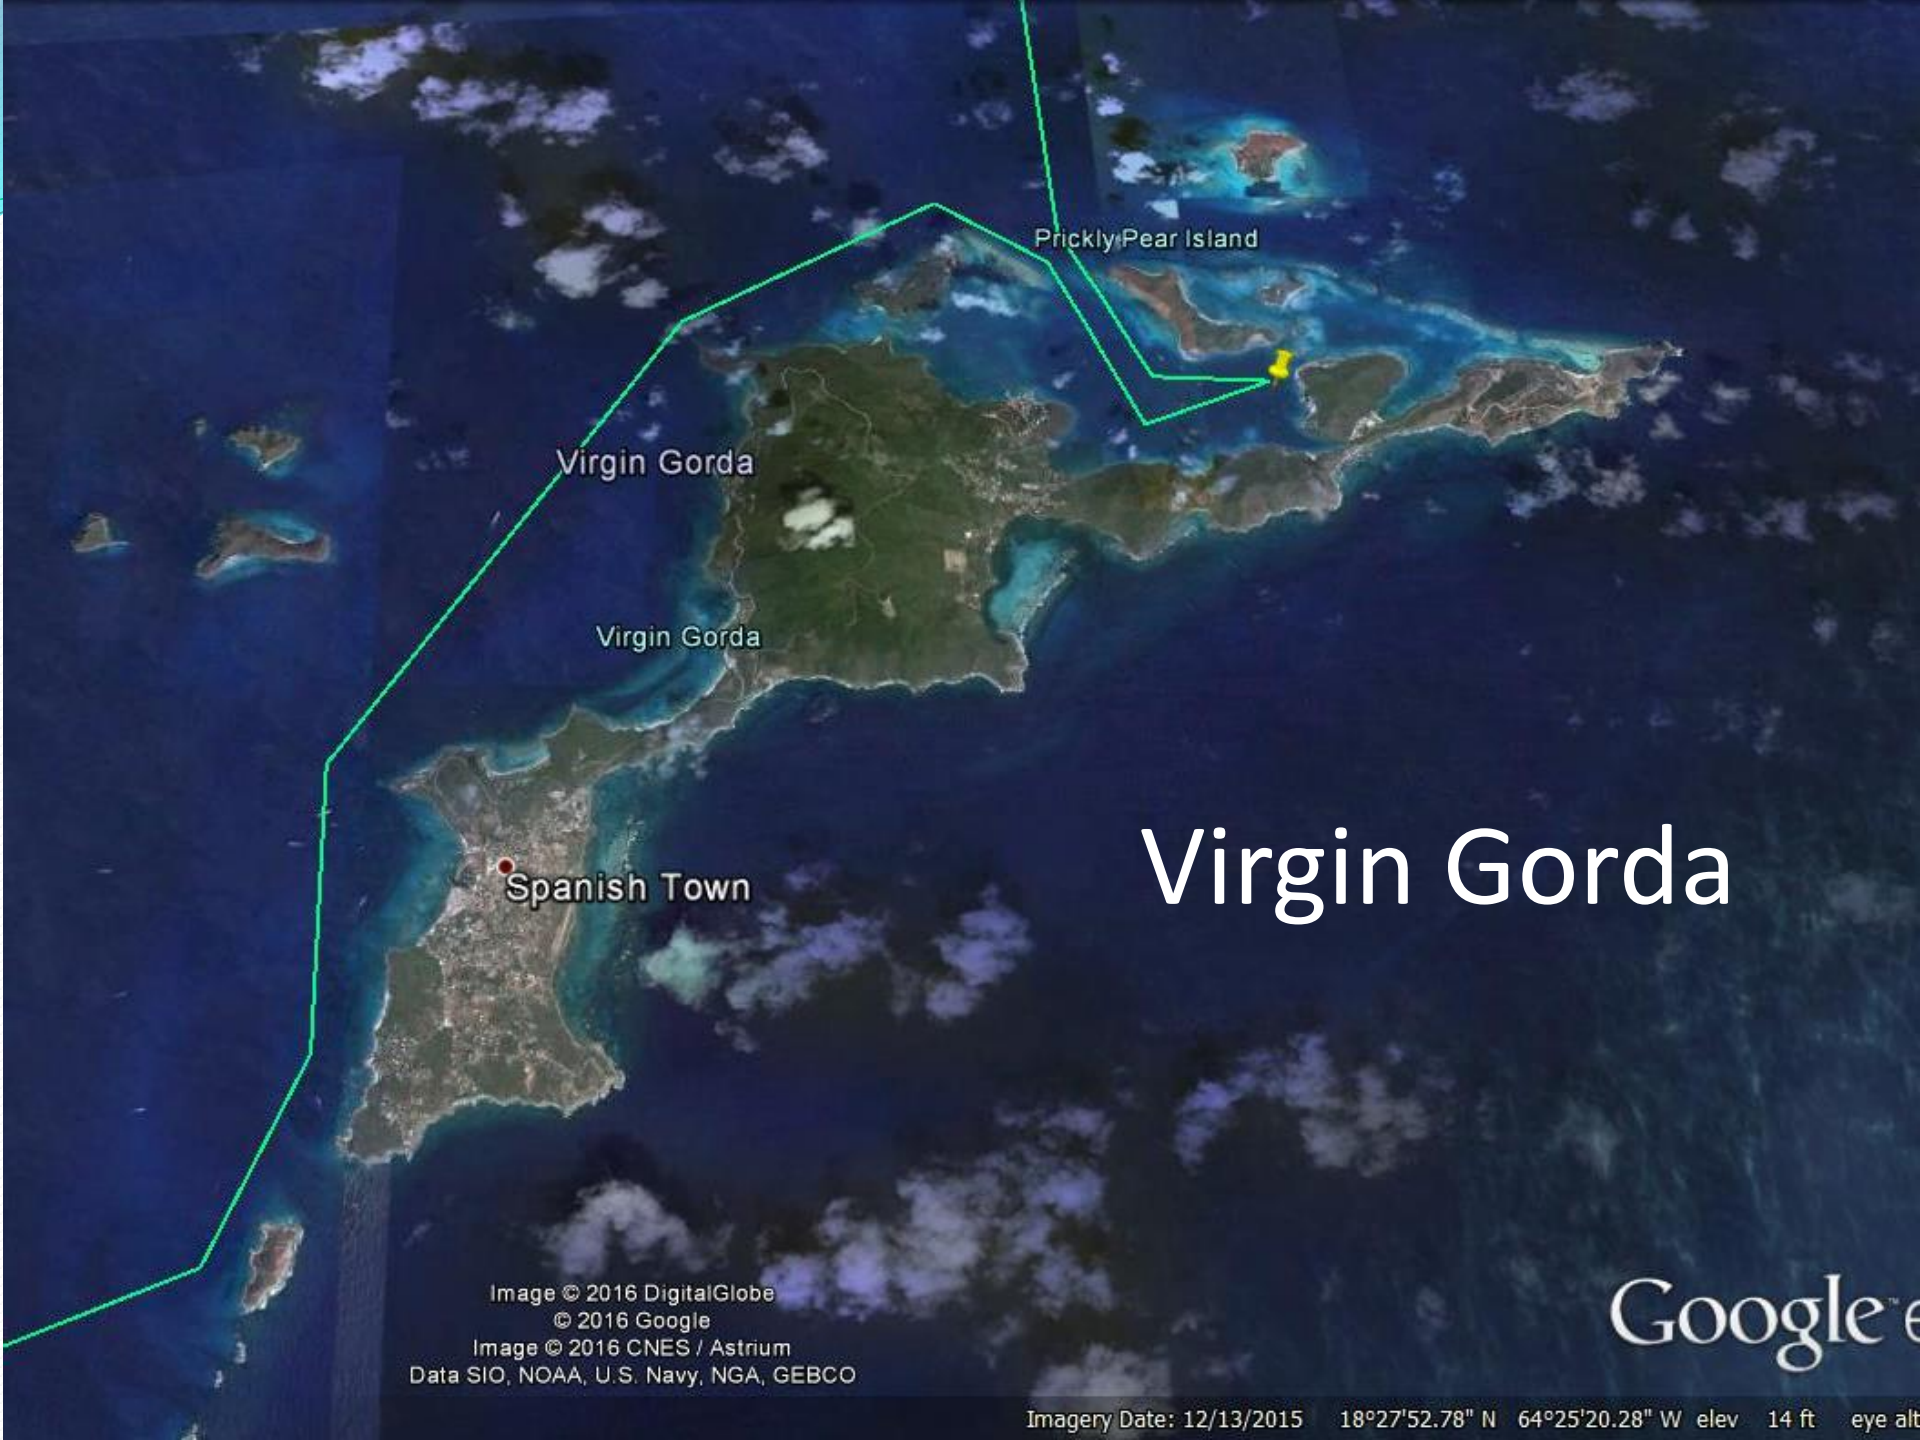 Prickly Pear Island
Virgin Gorda
Virgin Gorda
Spanish Town
Virgin Gorda
Image © 2016 DigitalGlobe
© 2016 Google
Image © 2016 CNES / Astrium
Data SIO, NOAA, U.S. Navy, NGA, GEBCO
Google™ e
Imagery Date: 12/13/2015 18°27'52.78" N 64°25'20.28" W elev 14 ft eye alt